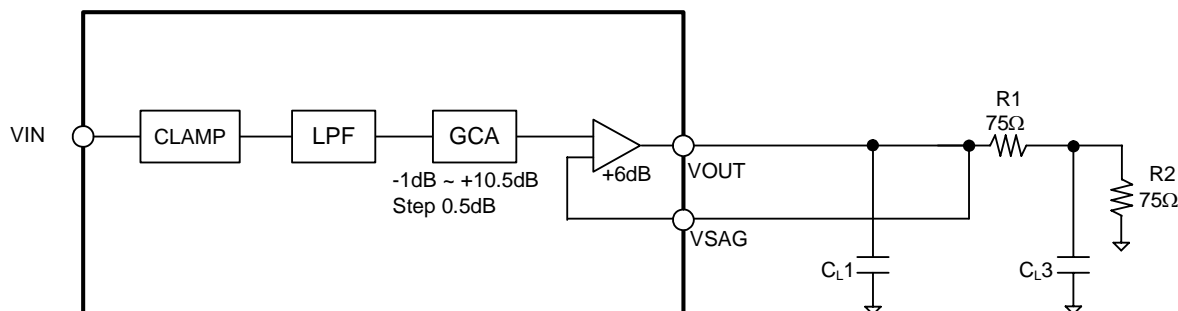 VIN
CLAMP
LPF
GCA
-1dB ~ +10.5dB
Step 0.5dB
+6dB
VOUT
VSAG
R1
75Ω
R2
75Ω
CL1
CL3